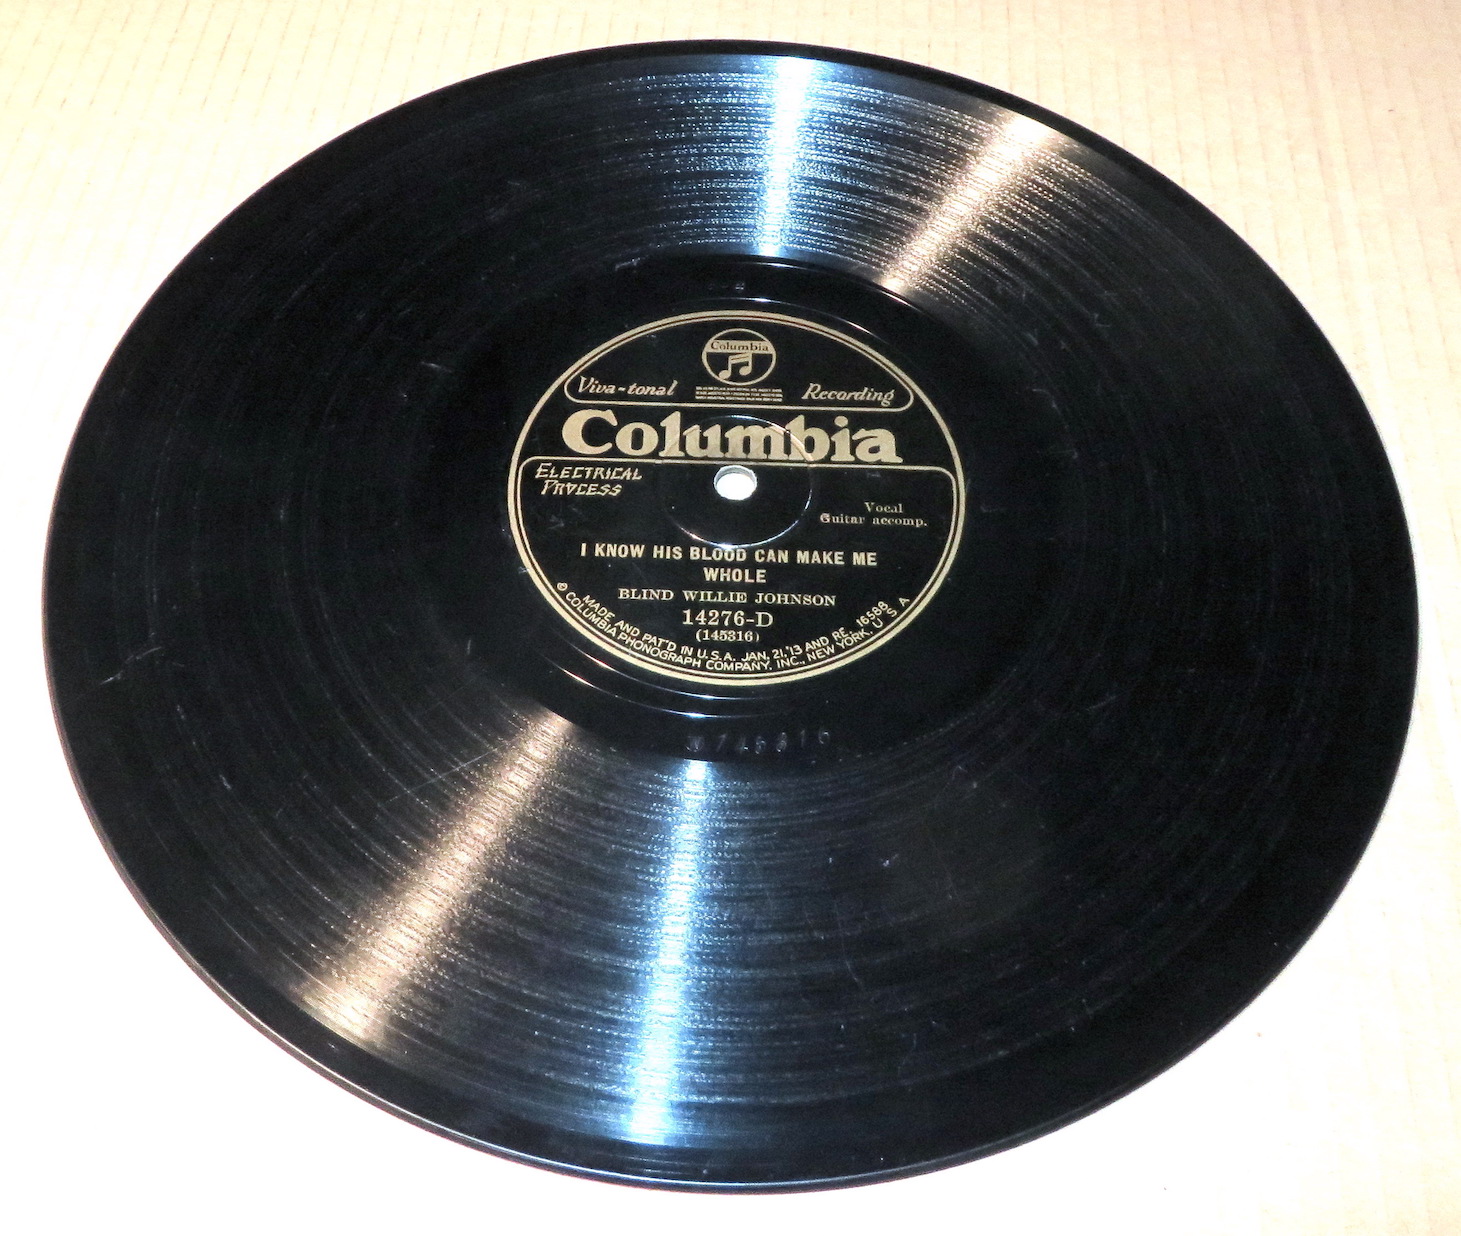 Columbia
Viva-tonal Recording
Columbia
ELECTRICAL
PROCESS
Vocal
Guitar accomp.
I KNOW HIS BLOOD CAN MAKE ME
WHOLE
BLIND WILLIE JOHNSON
14276-D
(145316)
MADE AND PAT'D IN U.S.A. JAN. 21,'13 AND RE. 16588
© COLUMBIA PHONOGRAPH COMPANY, INC., NEW YORK, U S A